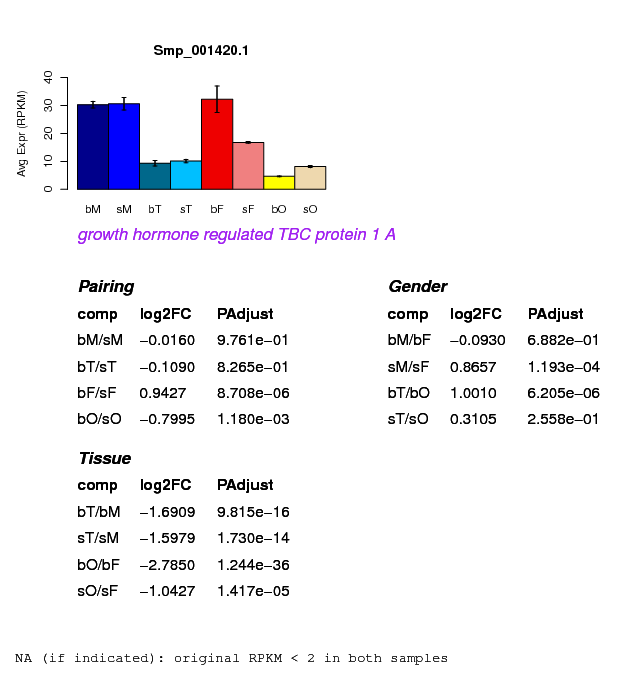 Smp_001420.1
Avg Expr (RPKM)
40
30
20
10
0
bM sM bT sT bF sF bO sO
growth hormone regulated TBC protein 1 A
Pairing
comp log2FC PAdjust
bM/sM −0.0160 9.761e−01
bT/sT −0.1090 8.265e−01
bF/sF 0.9427 8.708e−06
bO/sO −0.7995 1.180e−03
Gender
comp log2FC PAdjust
bM/bF −0.0930 6.882e−01
sM/sF 0.8657 1.193e−04
bT/bO 1.0010 6.205e−06
sT/sO 0.3105 2.558e−01
Tissue
comp log2FC PAdjust
bT/bM −1.6909 9.815e−16
sT/sM −1.5979 1.730e−14
bO/bF −2.7850 1.244e−36
sO/sF −1.0427 1.417e−05
NA (if indicated): original RPKM < 2 in both samples